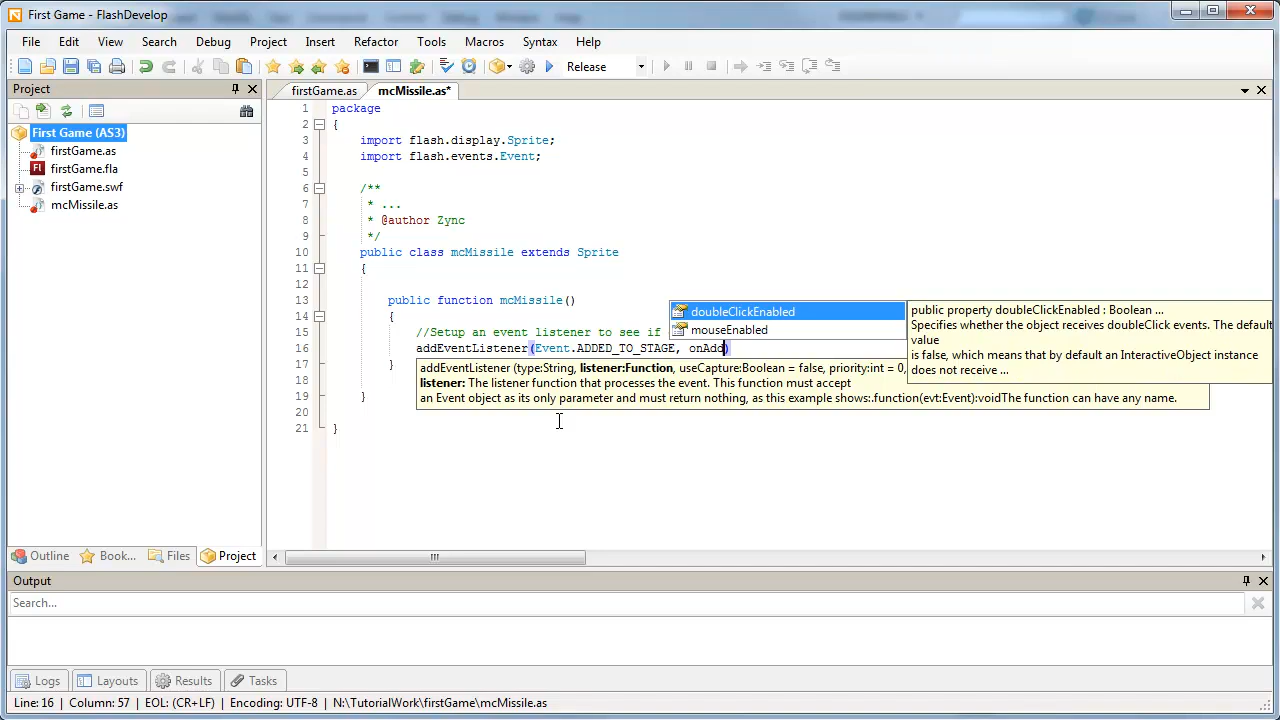 First Game - FlashDevelop
File Edit View Search Debug Project Insert Refactor Tools Macros Syntax Help
Release
Project
firstGame.as mcMissile.as*
First Game (AS3)
firstGame.as
firstGame.fla
firstGame.swf
mcMissile.as
1 package
2 {
3 import flash.display.Sprite;
4 import flash.events.Event;
5
6 /**
7 * ...
8 * @author Zync
9 */
10 public class mcMissile extends Sprite
11 {
12
13 public function mcMissile()
14 {
15 //Setup an event listener to see if
16 addEventListener(Event.ADDED_TO_STAGE, onAdd)
17 }
18
19 }
20
21 }
doubleClickEnabled
mouseEnabled
public property doubleClickEnabled : Boolean ...
Specifies whether the object receives doubleClick events. The default
value
is false, which means that by default an InteractiveObject instance
does not receive ...
addEventListener (type:String, listener:Function, useCapture:Boolean = false, priority:int = 0,
listener: The listener function that processes the event. This function must accept
an Event object as its only parameter and must return nothing, as this example shows:.function(evt:Event):voidThe function can have any name.
Outline Book... Files Project
Output
Search...
Logs Layouts Results Tasks
Line: 16 | Column: 57 | EOL: (CR+LF) | Encoding: UTF-8 | N:\TutorialWork\firstGame\mcMissile.as